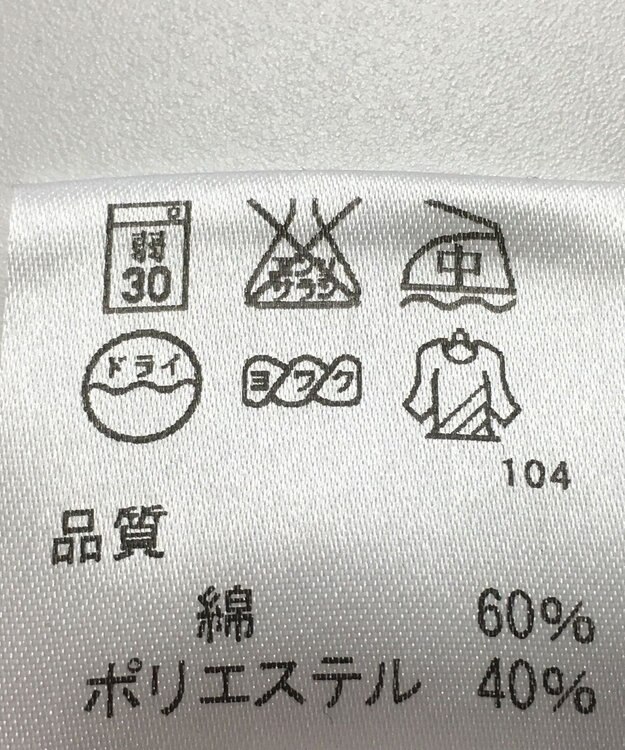 弱
30
エンソ
サラシ
中
ドライ
ヨワク
104
品質
綿 60%
ポリエステル 40%